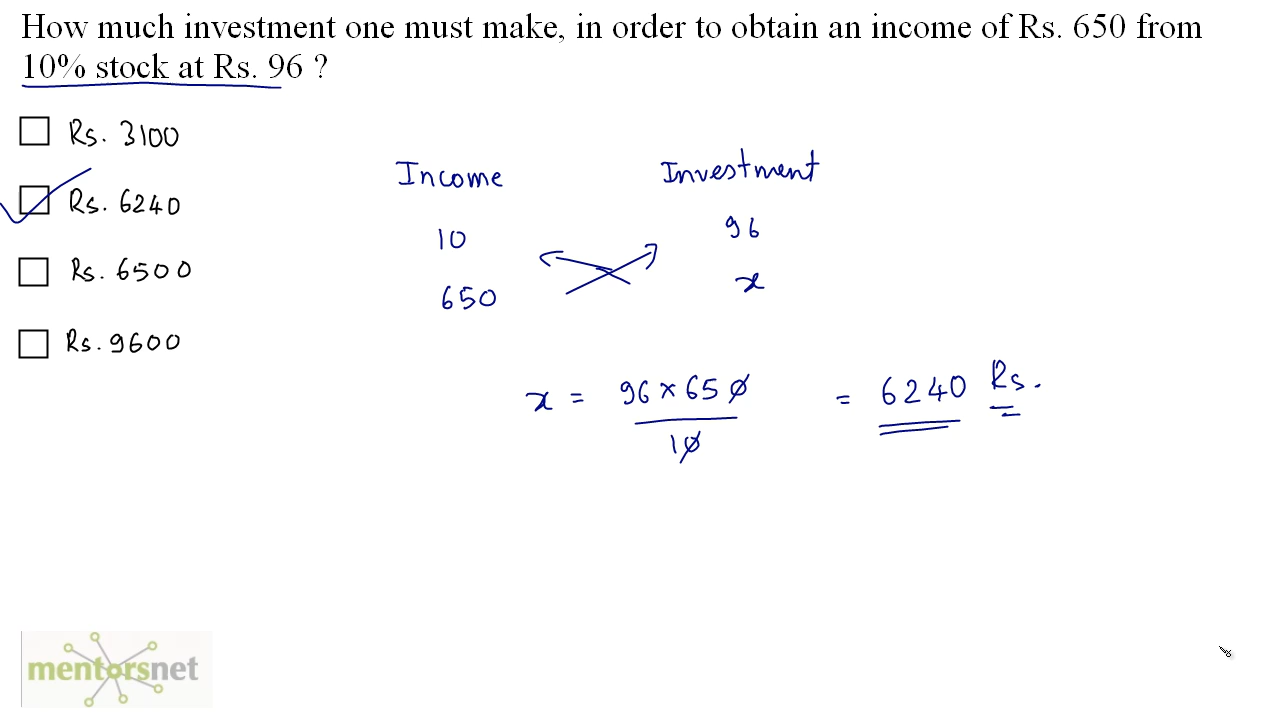 How much investment one must make, in order to obtain an income of Rs. 650 from
10% stock at Rs. 96 ?
Rs. 3100
Rs. 6240
Rs. 6500
Rs. 9600
Income Investment
10 96
650 x
x = 96 × 650 / 10 = 6240 Rs.
mentorsnet